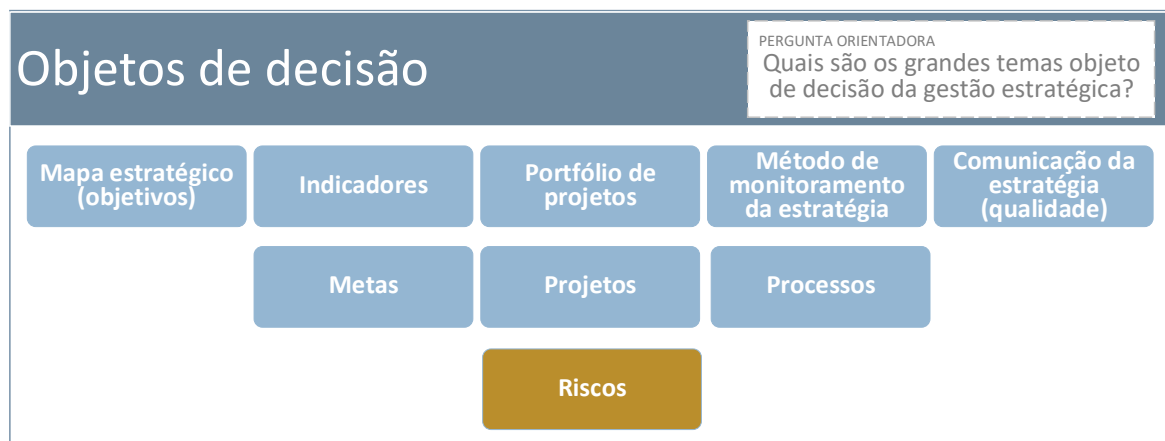 Objetos de decisão
PERGUNTA ORIENTADORA
Quais são os grandes temas objeto
de decisão da gestão estratégica?
Mapa estratégico
(objetivos)
Indicadores
Portfólio de
projetos
Método de
monitoramento
da estratégia
Comunicação da
estratégia
(qualidade)
Metas
Projetos
Processos
Riscos